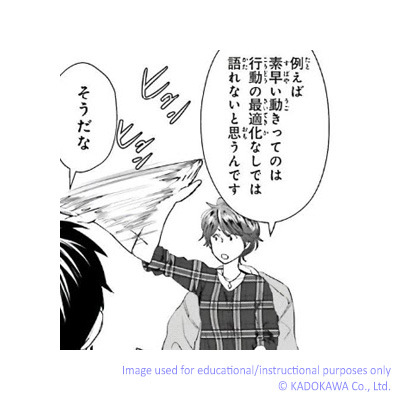 例えば
素早い動きってのは
行動の最適化なしでは
語れないと思うんです
ヒュン
ヒュン
そうだな
Image used for educational/instructional purposes only
© KADOKAWA Co., Ltd.